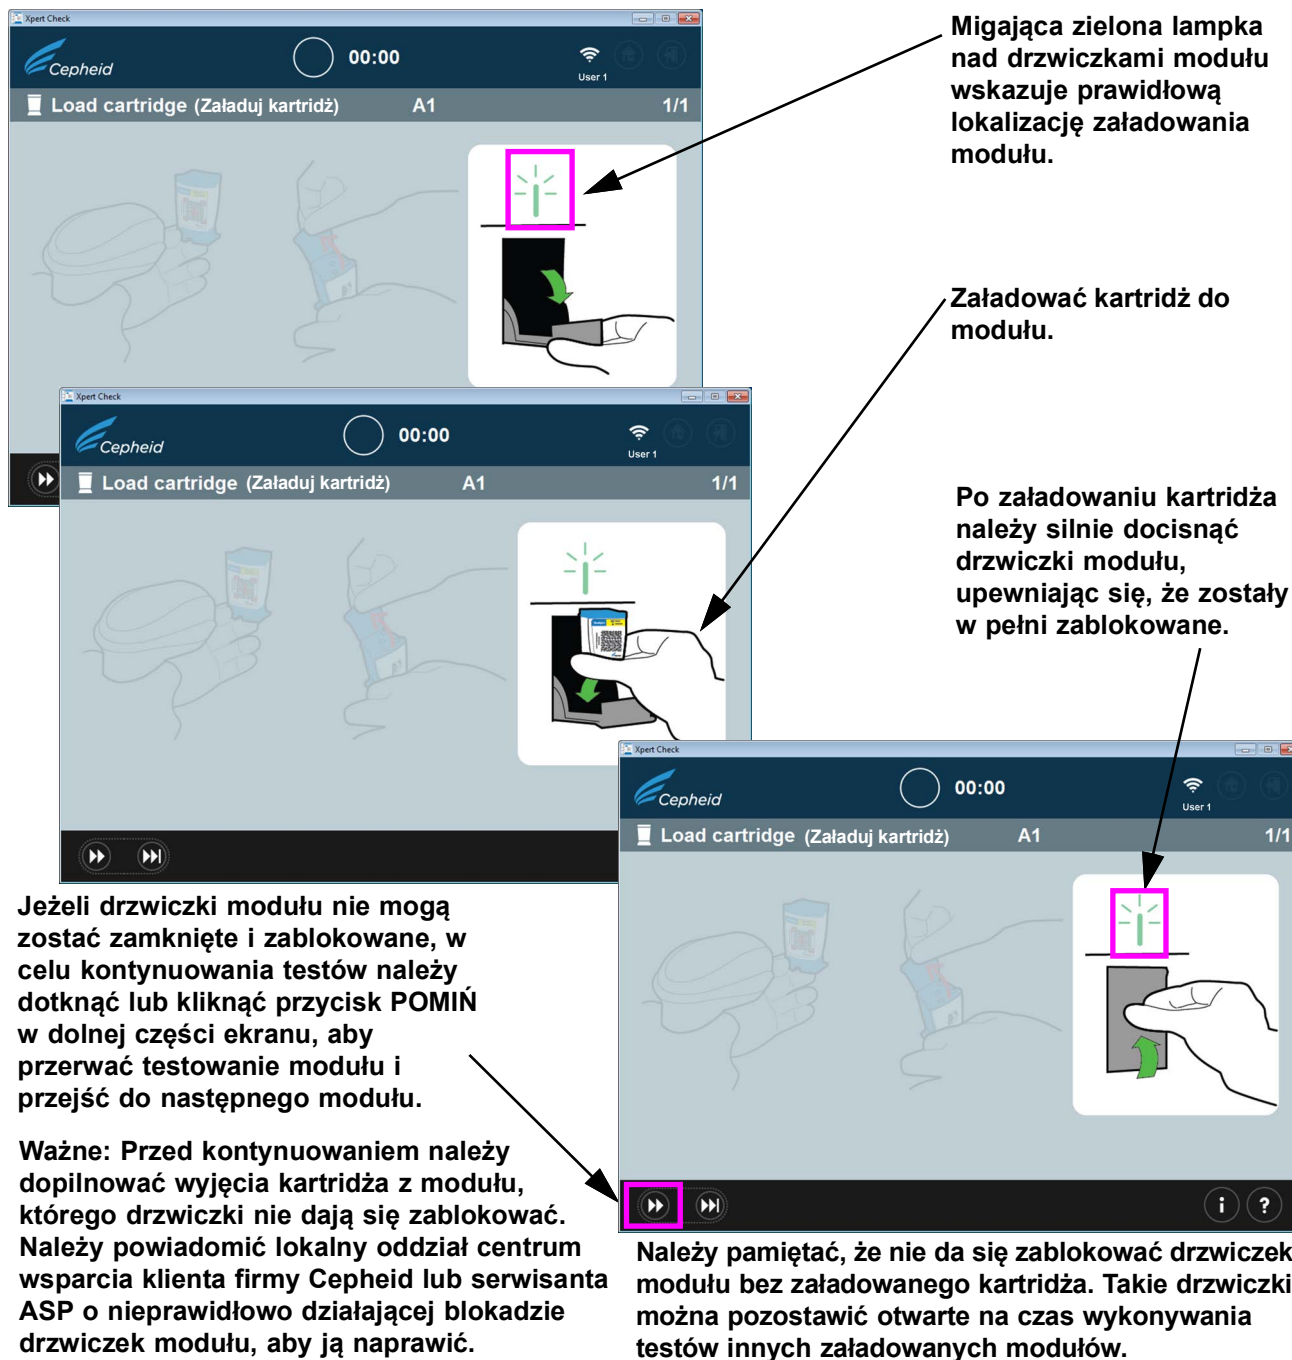 Xpert Check
Cepheid
00:00
User 1
Load cartridge (Załaduj kartridż)
A1
1/1
Migająca zielona lampka
nad drzwiczkami modułu
wskazuje prawidłową
lokalizację załadowania
modułu.
Załadować kartridż do
modułu.
Xpert Check
Cepheid
00:00
User 1
Load cartridge (Załaduj kartridż)
A1
1/1
Po załadowaniu kartridża
należy silnie docisnąć
drzwiczki modułu,
upewniając się, że zostały
w pełni zablokowane.
Xpert Check
Cepheid
00:00
User 1
Load cartridge (Załaduj kartridż)
A1
1/1
Jeżeli drzwiczki modułu nie mogą
zostać zamknięte i zablokowane, w
celu kontynuowania testów należy
dotknąć lub kliknąć przycisk POMIŃ
w dolnej części ekranu, aby
przerwać testowanie modułu i
przejść do następnego modułu.
Ważne: Przed kontynuowaniem należy
dopilnować wyjęcia kartridża z modułu,
którego drzwiczki nie dają się zablokować.
Należy powiadomić lokalny oddział centrum
wsparcia klienta firmy Cepheid lub serwisanta
ASP o nieprawidłowo działającej blokadzie
drzwiczek modułu, aby ją naprawić.
i
?
Należy pamiętać, że nie da się zablokować drzwiczek
modułu bez załadowanego kartridża. Takie drzwiczki
można pozostawić otwarte na czas wykonywania
testów innych załadowanych modułów.